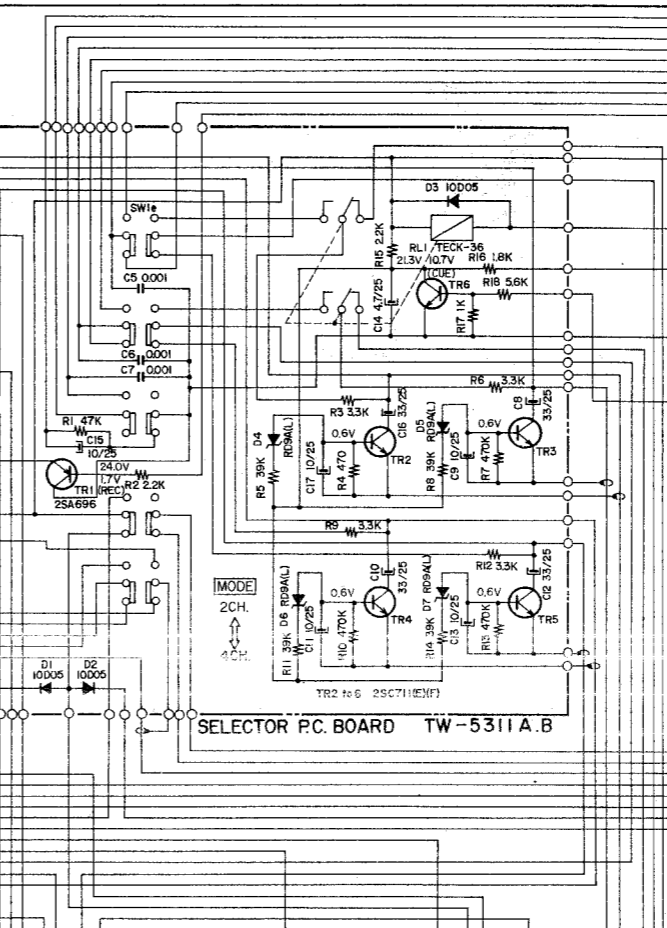 D3 10D05
SW1e
R15 2.2K
RL1 TECK-36
21.3V 10.7V
(CUE)
R16 1.8K
R18 5.6K
C5 0.001
TR6
C14 4.7/25
R17 1K
C6 0.001
C7 0.001
R6 3.3K
R3 3.3K
C16 33/25
C8 33/25
R1 47K
C15
10/25
D4 RD9A(L)
0.6V
D5 RD9A(L)
0.6V
24.0V
1.7V
(REC)
TR1
2SA696
R2 2.2K
R5 39K
C17 10/25
R4 470
TR2
R8 39K
C9 10/25
R7 470K
TR3
R9 3.3K
R12 3.3K
C10 33/25
C12 33/25
MODE
2CH.
4CH.
D6 RD9A(L)
0.6V
D7 RD9A(L)
0.6V
R11 39K
C11 10/25
R10 470K
TR4
R14 39K
C13 10/25
R13 470K
TR5
D1
10D05
D2
10D05
TR2 to 6 2SC711(E)(F)
SELECTOR P.C. BOARD TW-5311A.B